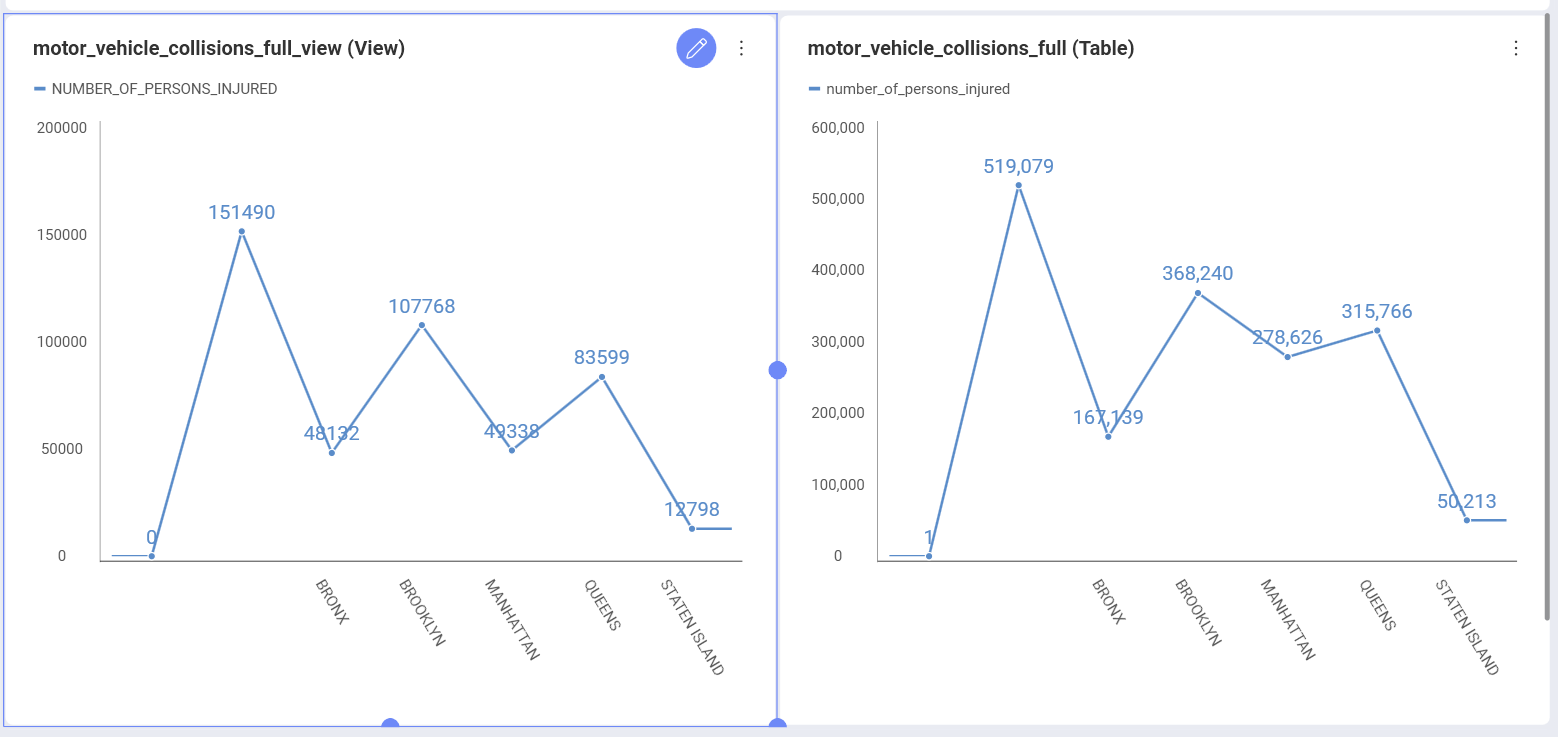 motor_vehicle_collisions_full_view (View)
NUMBER_OF_PERSONS_INJURED
200000
150000
100000
50000
0
0
151490
48132
107768
49338
83599
12798
BRONX
BROOKLYN
MANHATTAN
QUEENS
STATEN ISLAND
motor_vehicle_collisions_full (Table)
number_of_persons_injured
600,000
500,000
400,000
300,000
200,000
100,000
0
1
519,079
167,139
368,240
278,626
315,766
50,213
BRONX
BROOKLYN
MANHATTAN
QUEENS
STATEN ISLAND